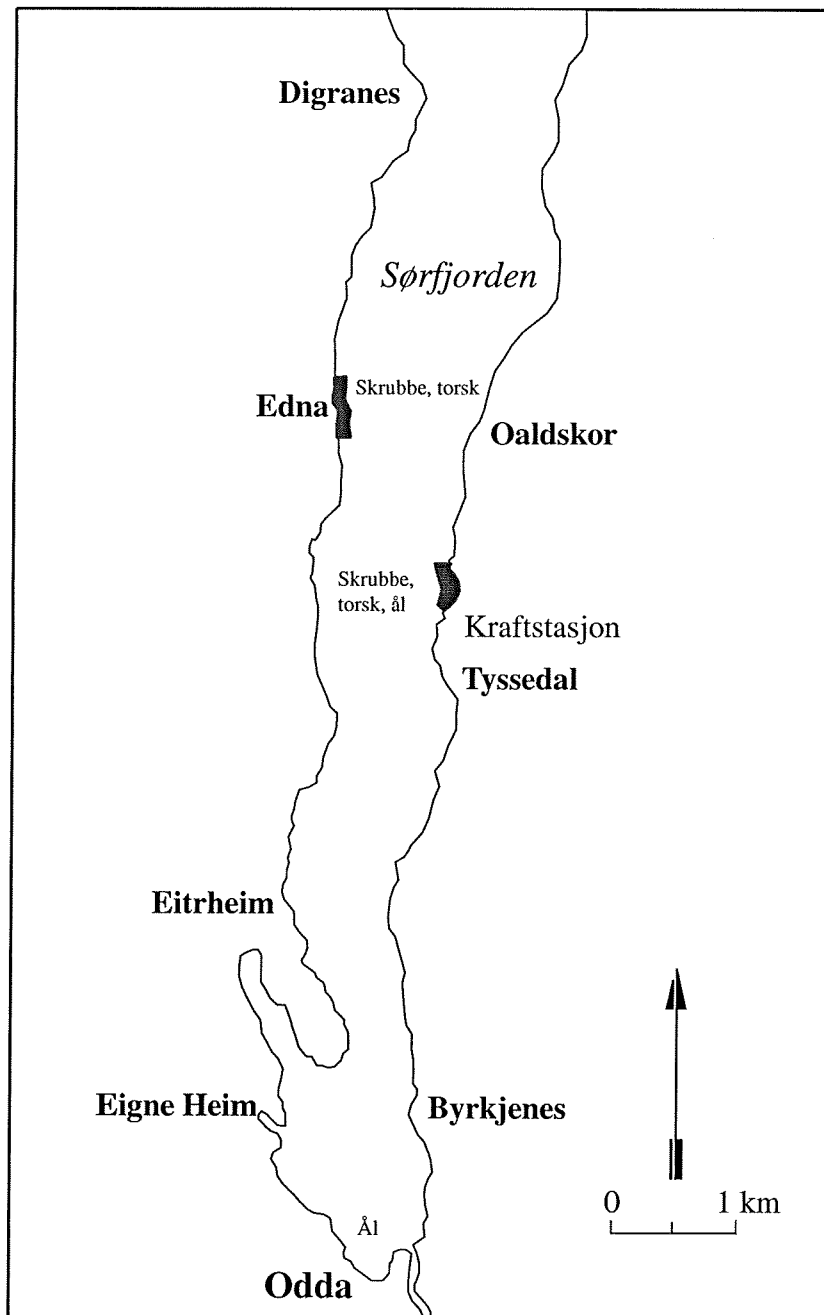 Digranes
Sørfjorden
Skrubbe, torsk
Edna
Oaldskor
Skrubbe,
torsk, ål
Kraftstasjon
Tyssedal
Eitrheim
Eigne Heim
Byrkjenes
0 1 km
Ål
Odda